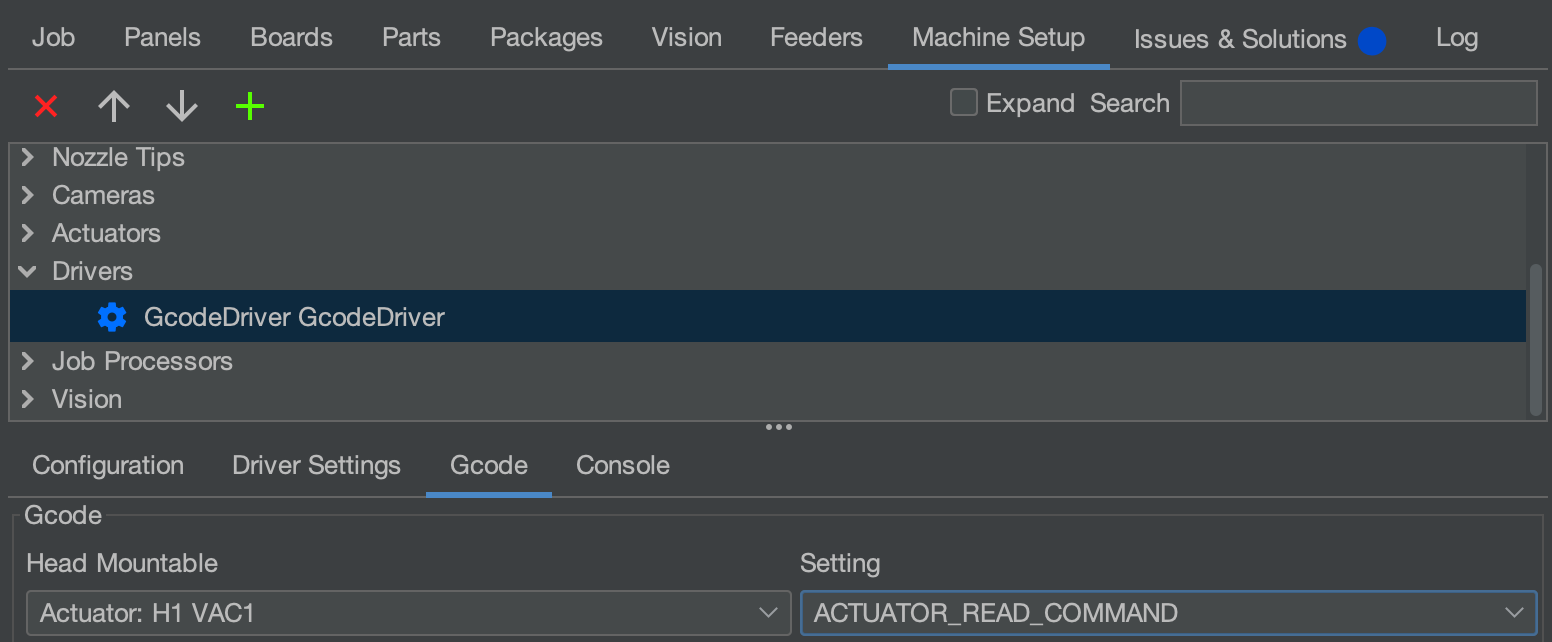 Job Panels Boards Parts Packages Vision Feeders Machine Setup Issues & Solutions Log
Expand Search
Nozzle Tips
Cameras
Actuators
Drivers
GcodeDriver GcodeDriver
Job Processors
Vision
Configuration Driver Settings Gcode Console
Gcode
Head Mountable Setting
Actuator: H1 VAC1 ACTUATOR_READ_COMMAND